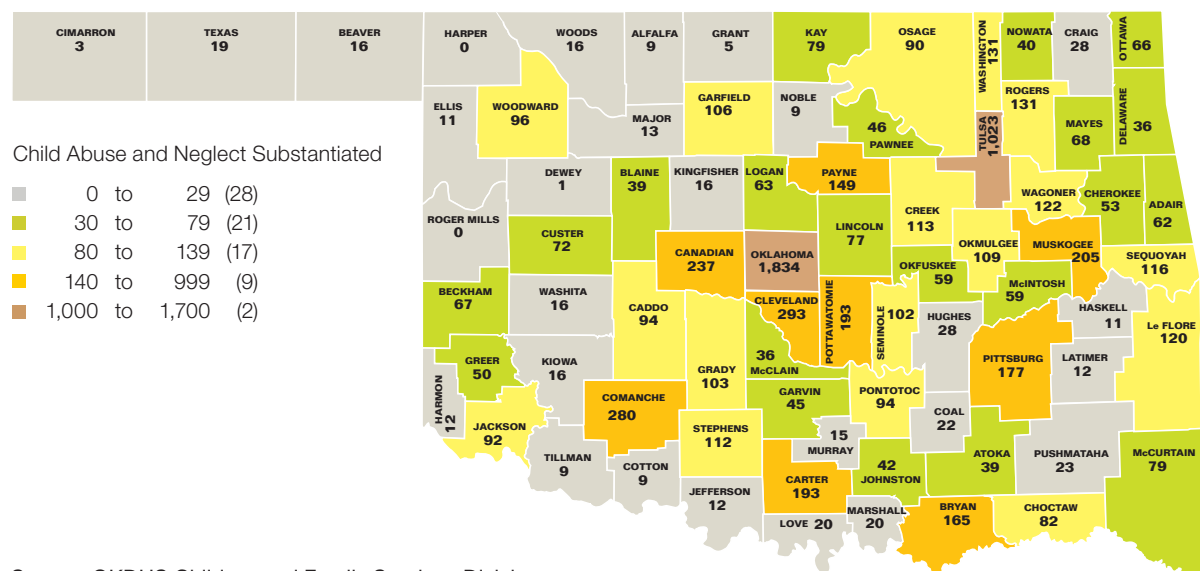 CIMARRON
3
TEXAS
19
BEAVER
16
HARPER
0
WOODS
16
ALFALFA
9
GRANT
5
KAY
79
OSAGE
90
WASHINGTON
131
NOWATA
40
CRAIG
28
OTTAWA
66
ELLIS
11
WOODWARD
96
MAJOR
13
GARFIELD
106
NOBLE
9
46
PAWNEE
TULSA
1,023
ROGERS
131
MAYES
68
DELAWARE
36
Child Abuse and Neglect Substantiated
0 to 29 (28)
30 to 79 (21)
80 to 139 (17)
140 to 999 (9)
1,000 to 1,700 (2)
ROGER MILLS
0
DEWEY
1
BLAINE
39
KINGFISHER
16
LOGAN
63
PAYNE
149
CREEK
113
WAGONER
122
CHEROKEE
53
ADAIR
62
CUSTER
72
CANADIAN
237
OKLAHOMA
1,834
LINCOLN
77
OKMULGEE
109
MUSKOGEE
205
SEQUOYAH
116
BECKHAM
67
WASHITA
16
CADDO
94
CLEVELAND
293
POTTAWATOMIE
193
SEMINOLE
102
OKFUSKEE
59
McINTOSH
59
HASKELL
11
Le FLORE
120
GREER
50
KIOWA
16
GRADY
103
36
McCLAIN
HUGHES
28
PITTSBURG
177
LATIMER
12
HARMON
12
JACKSON
92
COMANCHE
280
GARVIN
45
PONTOTOC
94
COAL
22
TILLMAN
9
COTTON
9
STEPHENS
112
15
MURRAY
ATOKA
39
PUSHMATAHA
23
McCURTAIN
79
JEFFERSON
12
CARTER
193
42
JOHNSTON
LOVE 20
MARSHALL
20
BRYAN
165
CHOCTAW
82